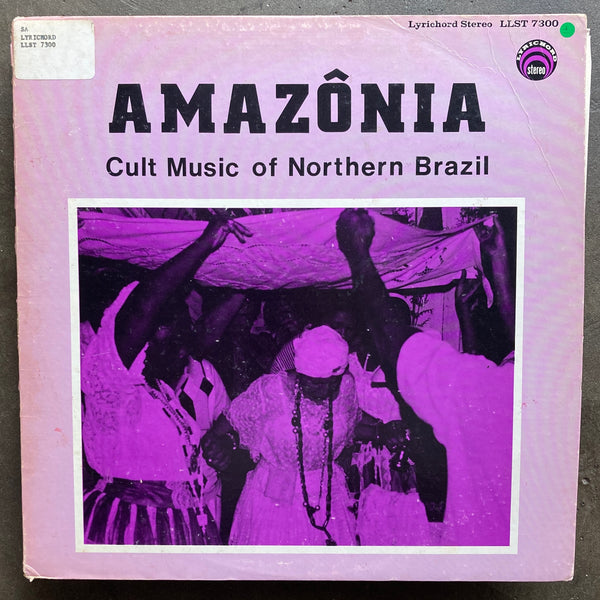 SA
LYRICHORD
LLST 7300
Lyrichord Stereo LLST 7300
LYRICHORD
stereo
AMAZÔNIA
Cult Music of Northern Brazil